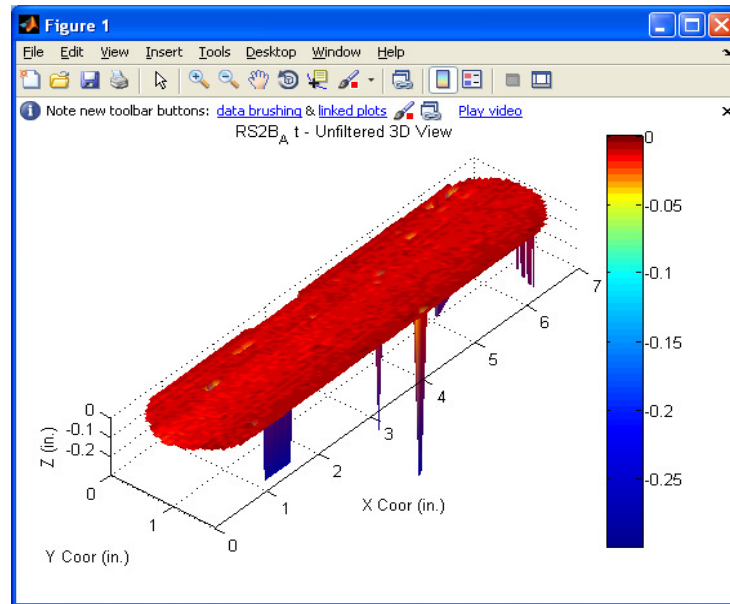 Figure 1
File Edit View Insert Tools Desktop Window Help
Note new toolbar buttons: data brushing & linked plots Play video
RS2B_A t - Unfiltered 3D View
0
-0.05
-0.1
-0.15
-0.2
-0.25
7
6
5
4
3
2
1
0
X Coor (in.)
0
-0.1
-0.2
Z (in.)
0
1
Y Coor (in.)